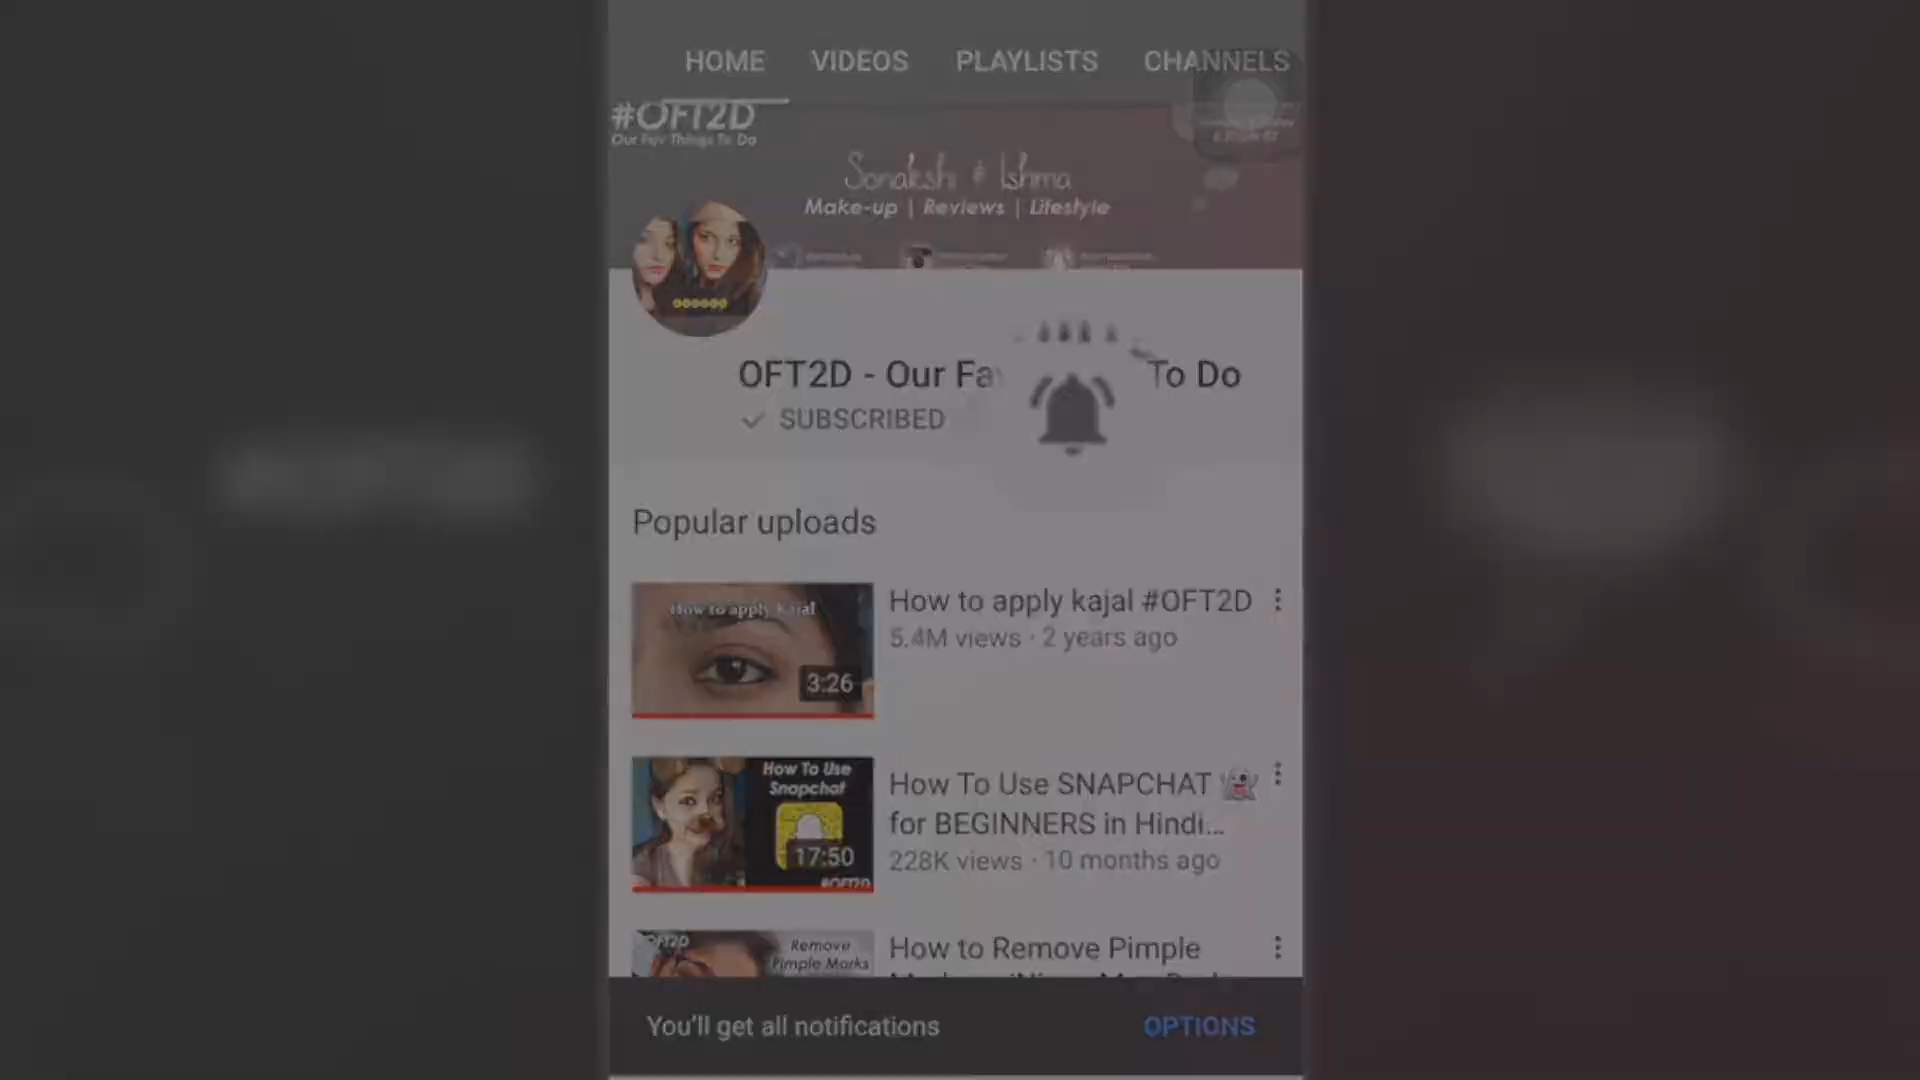 HOME VIDEOS PLAYLISTS CHANNELS
#OFT2D
Our Fav Things To Do
Sonakshi & Ishma
Make-up | Reviews | Lifestyle
OFT2D - Our Fav To Do
SUBSCRIBED
Popular uploads
How to apply Kajal
3:26
How to apply kajal #OFT2D
5.4M views · 2 years ago
How To Use
Snapchat
17:50
#OFT2D
How To Use SNAPCHAT 👻
for BEGINNERS in Hindi...
228K views · 10 months ago
OFT2D
Remove
Pimple Marks
How to Remove Pimple
You'll get all notifications
OPTIONS